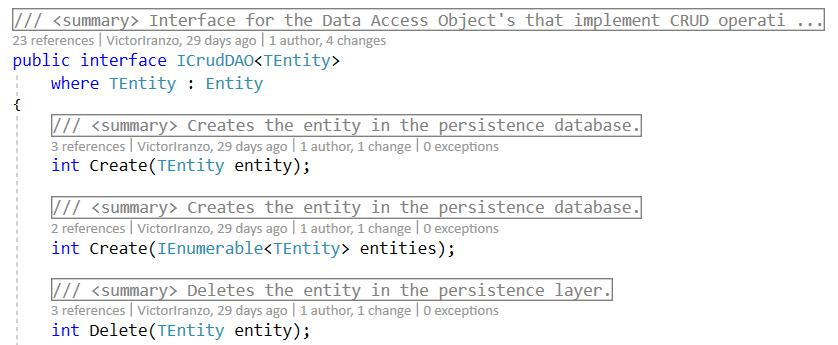 /// <summary> Interface for the Data Access Object's that implement CRUD operati ...
23 references | VictorIranzo, 29 days ago | 1 author, 4 changes
public interface ICrudDAO<TEntity>
where TEntity : Entity
{
/// <summary> Creates the entity in the persistence database.
3 references | VictorIranzo, 29 days ago | 1 author, 1 change | 0 exceptions
int Create(TEntity entity);
/// <summary> Creates the entity in the persistence database.
2 references | VictorIranzo, 29 days ago | 1 author, 1 change | 0 exceptions
int Create(IEnumerable<TEntity> entities);
/// <summary> Deletes the entity in the persistence layer.
3 references | VictorIranzo, 29 days ago | 1 author, 1 change | 0 exceptions
int Delete(TEntity entity);